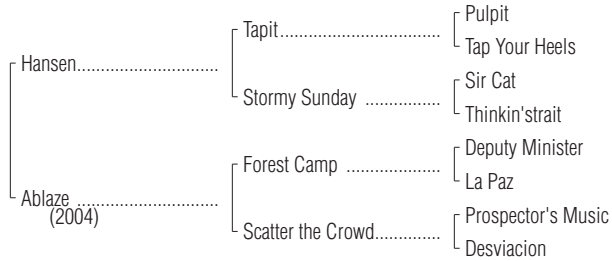 Pulpit
Tapit
Tap Your Heels
Hansen
Sir Cat
Stormy Sunday
Thinkin'strait
Deputy Minister
Forest Camp
La Paz
Ablaze
(2004)
Prospector's Music
Scatter the Crowd
Desviacion